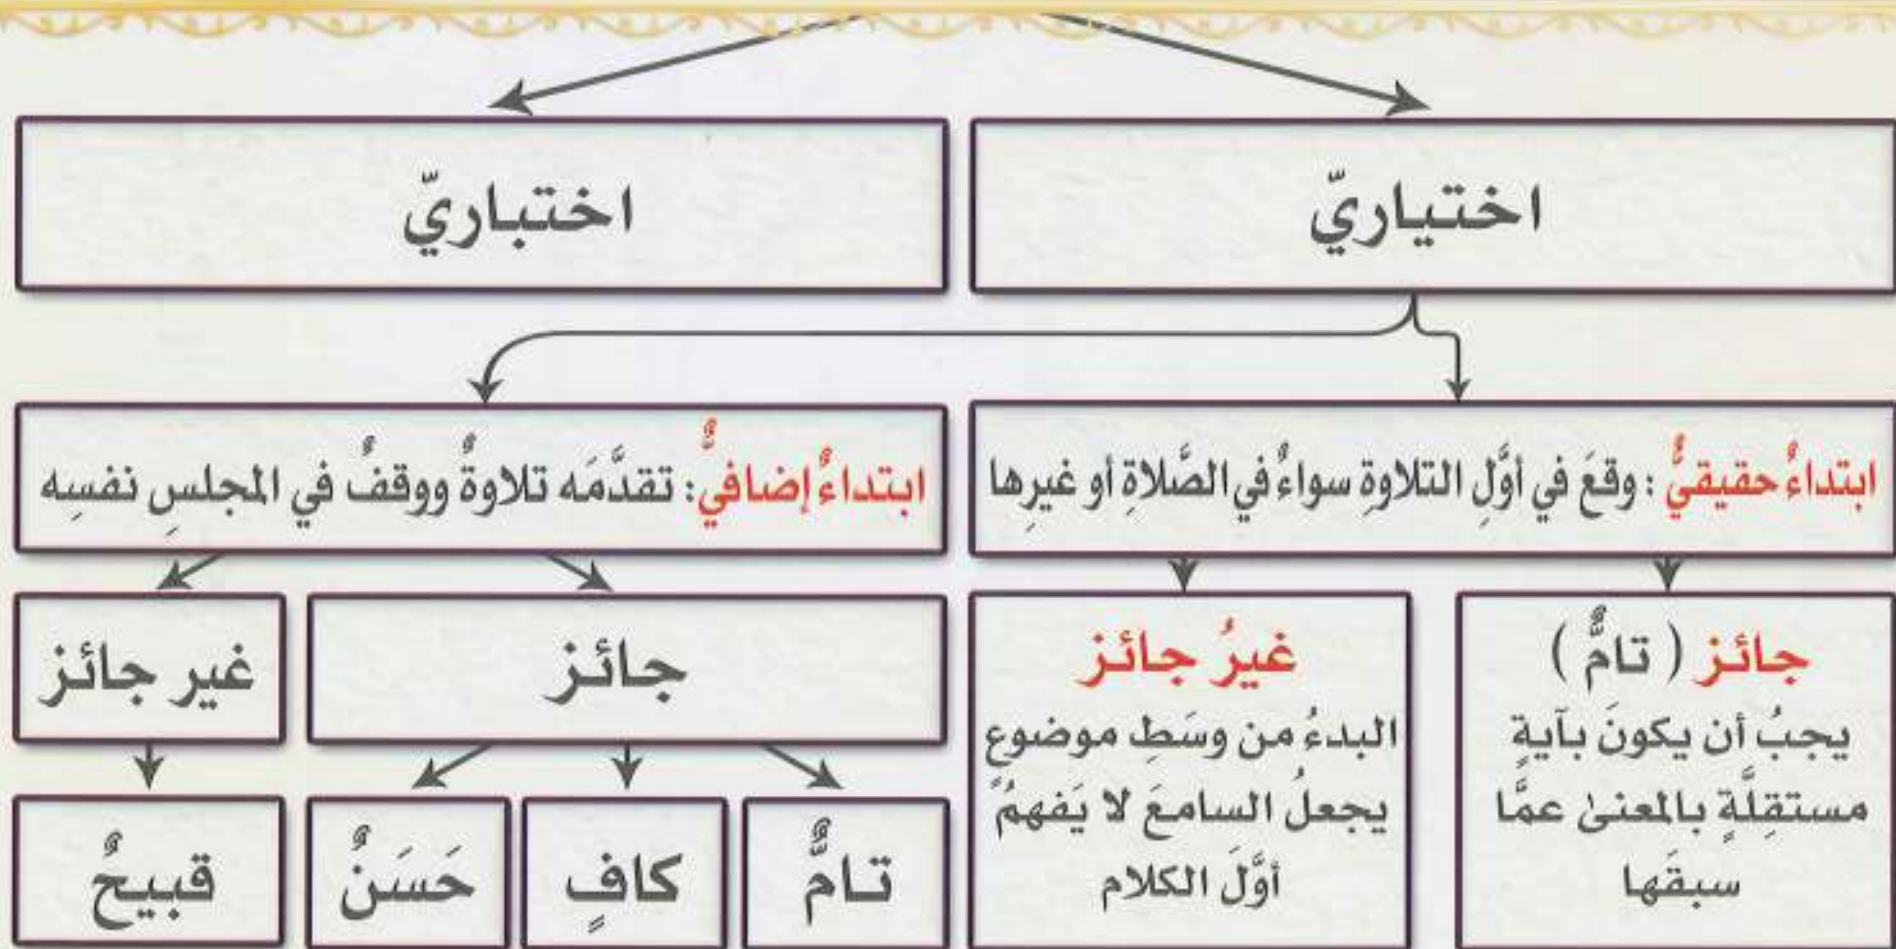 اختياريّ
اختباريّ
ابتداءٌ حقيقيٌّ : وقعَ في أوَّلِ التلاوةِ سواءٌ في الصَّلاةِ أو غيرِها
ابتداءٌ إضافيٌّ: تقدَّمَه تلاوةٌ ووقفٌ في المجلسِ نفسِه
جائز ( تامٌّ )
يجبُ أن يكونَ بآيةٍ
مستقِلَّةٍ بالمعنىٰ عمَّا
سبقَها
غيرُ جائز
البدءُ من وسَطِ موضوعٍ
يجعلُ السامعَ لا يَفهمُ
أوَّلَ الكلام
جائز
غير جائز
تامٌّ
كافٍ
حَسَنٌ
قبيحٌ